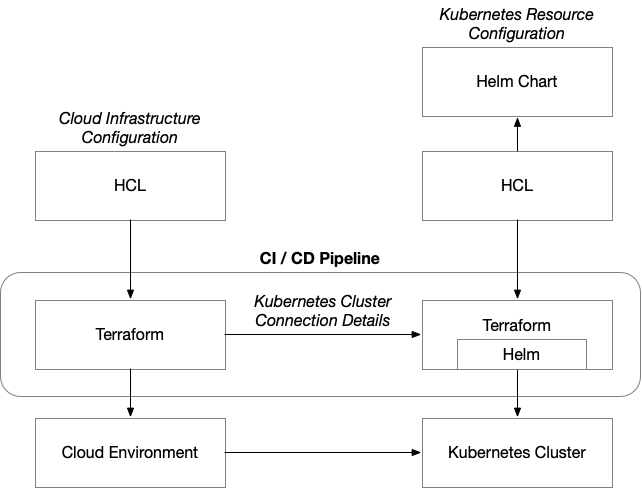 Kubernetes Resource
Configuration
Helm Chart
Cloud Infrastructure
Configuration
HCL
HCL
CI / CD Pipeline
Terraform
Kubernetes Cluster
Connection Details
Terraform
Helm
Cloud Environment
Kubernetes Cluster